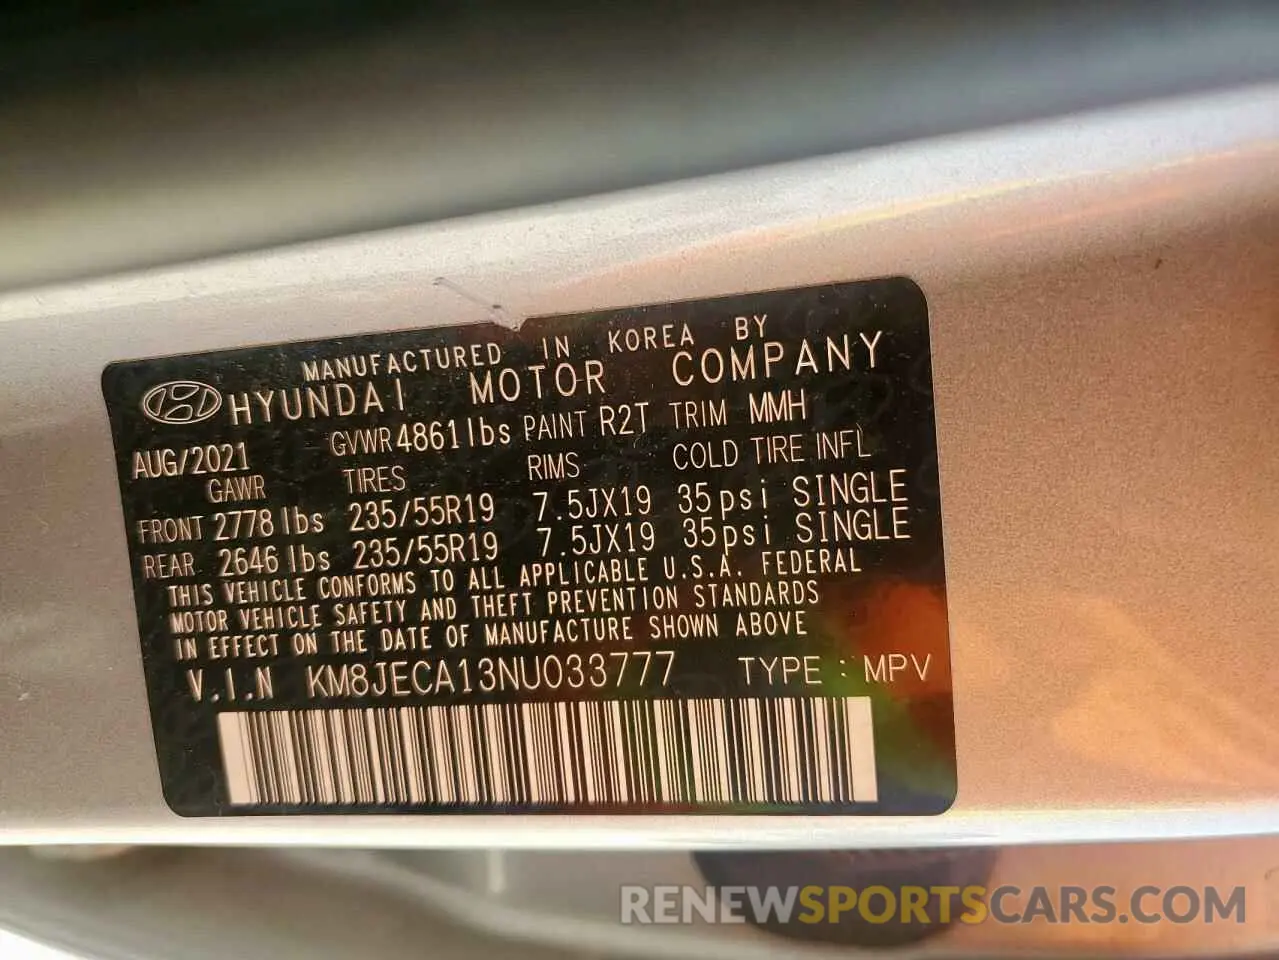 MANUFACTURED IN KOREA BY
HYUNDAI MOTOR COMPANY
AUG/2021 GVWR 4861 lbs PAINT R2T TRIM MMH
GAWR TIRES RIMS COLD TIRE INFL
FRONT 2778 lbs 235/55R19 7.5JX19 35psi SINGLE
REAR 2646 lbs 235/55R19 7.5JX19 35psi SINGLE
THIS VEHICLE CONFORMS TO ALL APPLICABLE U.S.A. FEDERAL
MOTOR VEHICLE SAFETY AND THEFT PREVENTION STANDARDS
IN EFFECT ON THE DATE OF MANUFACTURE SHOWN ABOVE
V.I.N KM8JECA13NU033777 TYPE : MPV
RENEWSPORTSCARS.COM